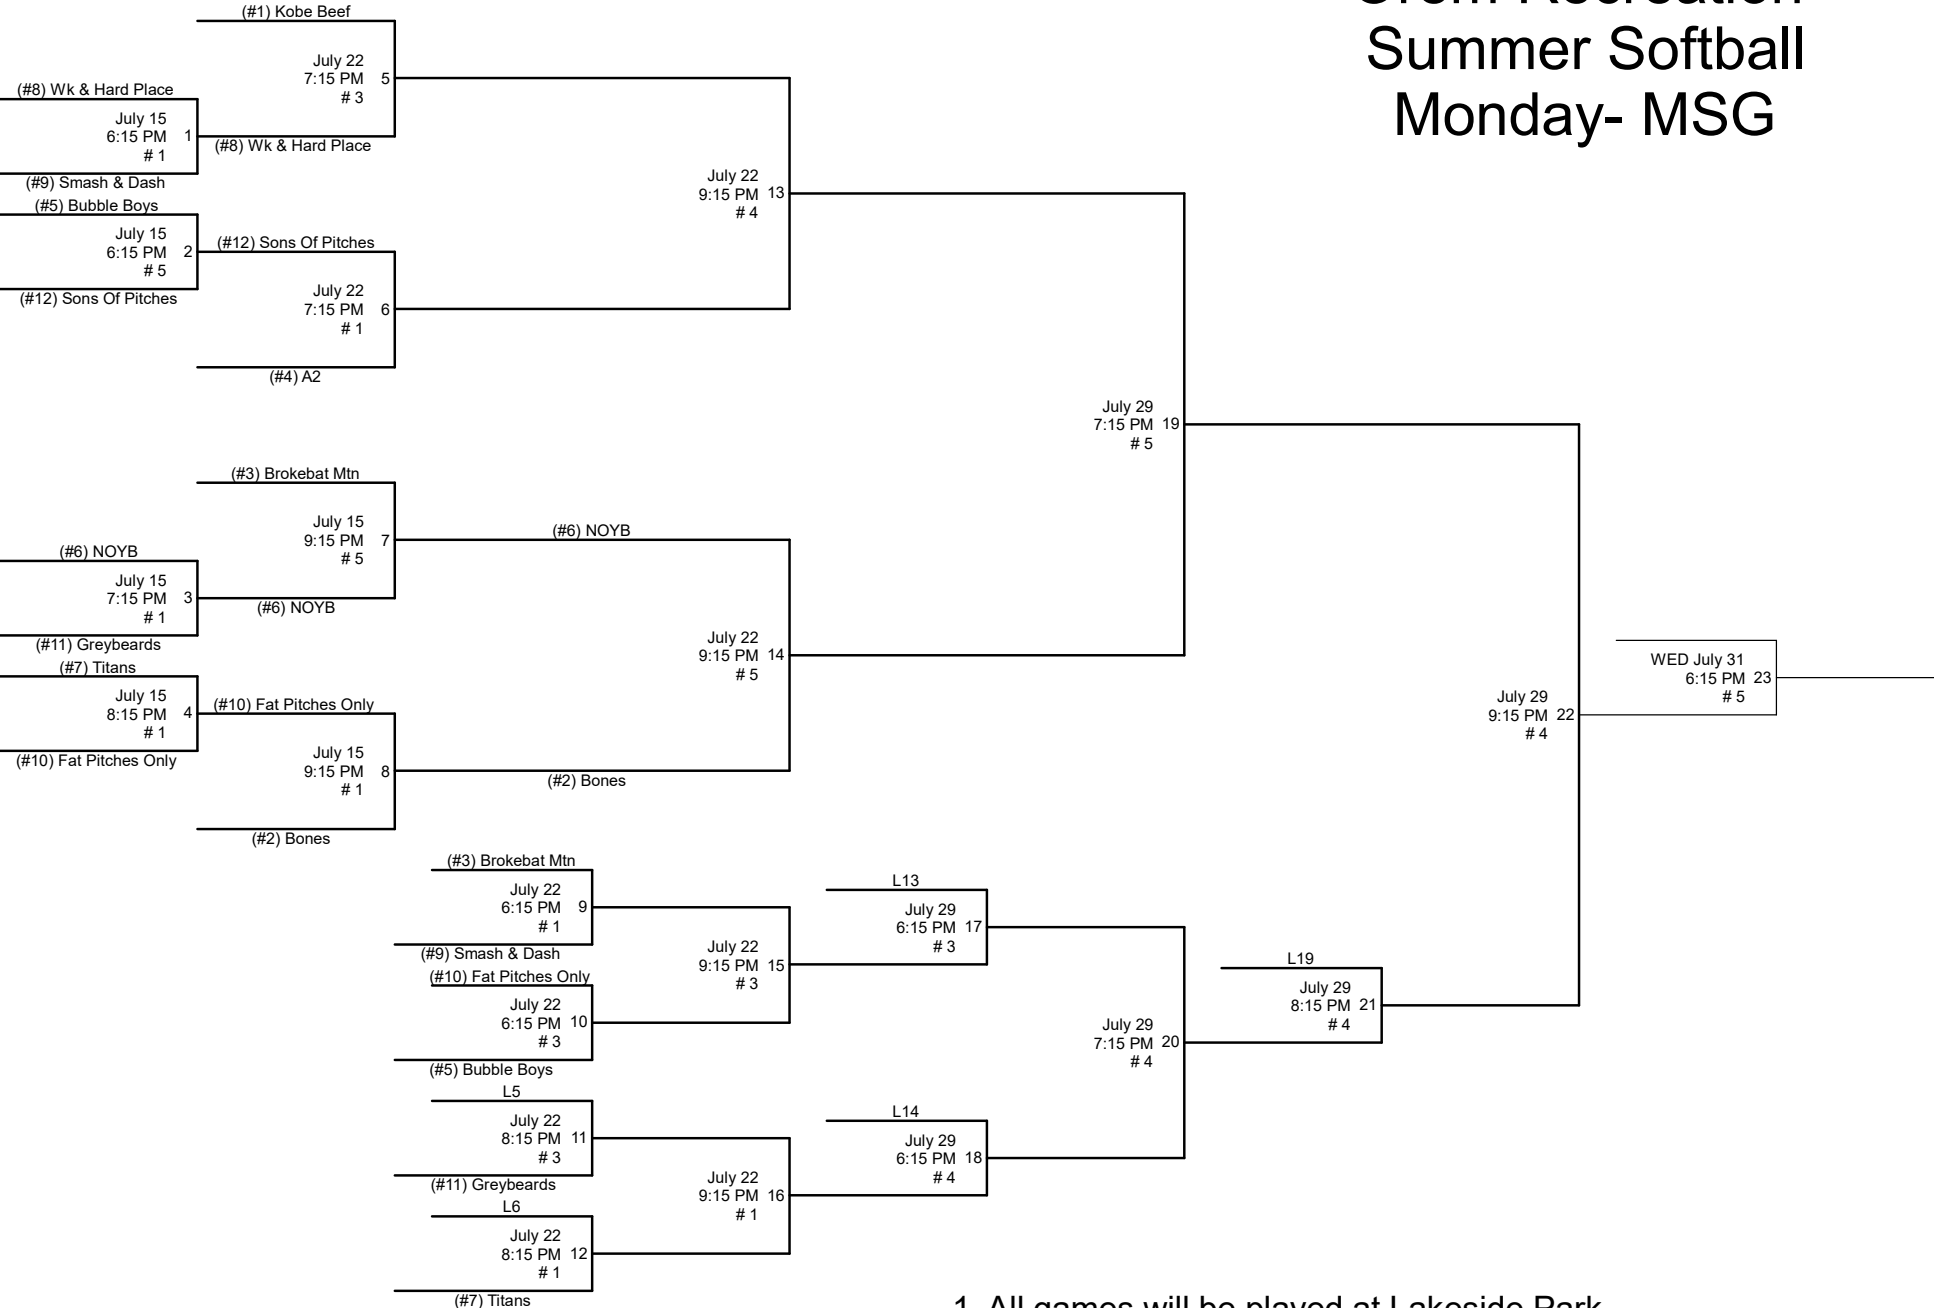 Summer Softball
Monday- MSG
(#1) Kobe Beef
July 22
7:15 PM 5
# 3
(#8) Wk & Hard Place
July 15
6:15 PM 1
# 1
(#8) Wk & Hard Place
(#9) Smash & Dash
(#5) Bubble Boys
July 15
6:15 PM 2
# 5
(#12) Sons Of Pitches
(#12) Sons Of Pitches
July 22
7:15 PM 6
# 1
(#4) A2
July 22
9:15 PM 13
# 4
(#3) Brokebat Mtn
July 15
9:15 PM 7
# 5
(#6) NOYB
(#6) NOYB
July 15
7:15 PM 3
# 1
(#6) NOYB
(#11) Greybeards
(#7) Titans
July 15
8:15 PM 4
# 1
(#10) Fat Pitches Only
(#10) Fat Pitches Only
July 15
9:15 PM 8
# 1
(#2) Bones
(#2) Bones
July 22
9:15 PM 14
# 5
July 29
7:15 PM 19
# 5
July 29
9:15 PM 22
# 4
WED July 31
6:15 PM 23
# 5
(#3) Brokebat Mtn
July 22
6:15 PM 9
# 1
(#9) Smash & Dash
(#10) Fat Pitches Only
July 22
6:15 PM 10
# 3
(#5) Bubble Boys
July 22
9:15 PM 15
# 3
L13
July 29
6:15 PM 17
# 3
L19
July 29
8:15 PM 21
# 4
July 29
7:15 PM 20
# 4
L5
July 22
8:15 PM 11
# 3
(#11) Greybeards
L6
July 22
8:15 PM 12
# 1
(#7) Titans
July 22
9:15 PM 16
# 1
L14
July 29
6:15 PM 18
# 4
1. All games will be played at Lakeside Park